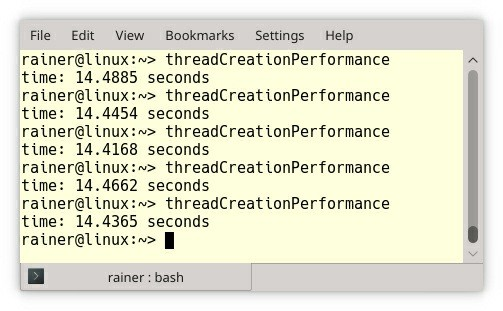 File Edit View Bookmarks Settings Help
rainer@linux:~> threadCreationPerformance
time: 14.4885 seconds
rainer@linux:~> threadCreationPerformance
time: 14.4454 seconds
rainer@linux:~> threadCreationPerformance
time: 14.4168 seconds
rainer@linux:~> threadCreationPerformance
time: 14.4662 seconds
rainer@linux:~> threadCreationPerformance
time: 14.4365 seconds
rainer@linux:~>
rainer : bash